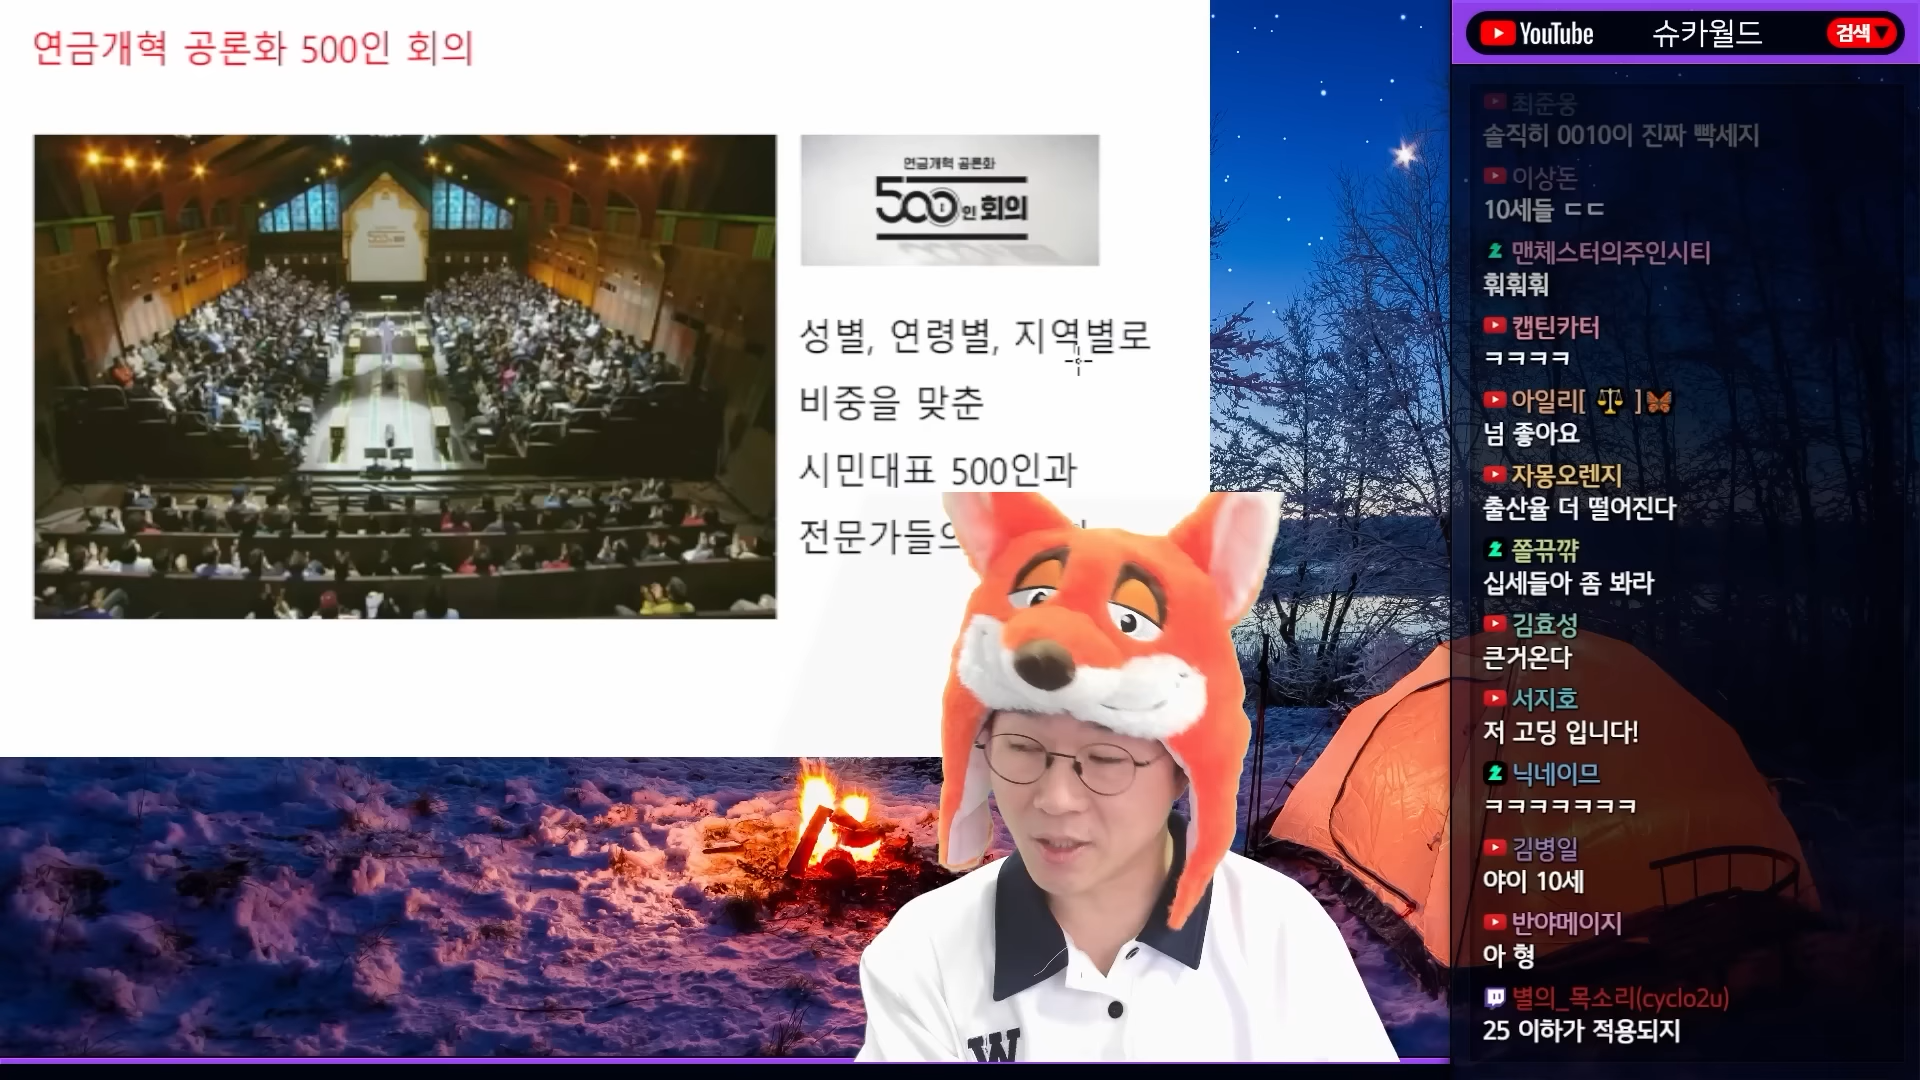 연금개혁 공론화 500인 회의
연금개혁 공론화
500인 회의
성별, 연령별, 지역별로
비중을 맞춘
시민대표 500인과
전문가들의
YouTube 슈카월드 검색
최준웅
솔직히 0010이 진짜 빡세지
이상돈
10세들 ㄷㄷ
맨체스터의주인시티
훠훠훠
캡틴카터
ㅋㅋㅋㅋ
아일리[ ⚖ ]🦋
넘 좋아요
자몽오렌지
출산율 더 떨어진다
쫄뀪꺍
십세들아 좀 봐라
김효성
큰거온다
서지호
저 고딩 입니다!
닉네이므
ㅋㅋㅋㅋㅋㅋㅋ
김병일
야이 10세
반야메이지
아 형
별의_목소리(cyclo2u)
25 이하가 적용되지
W